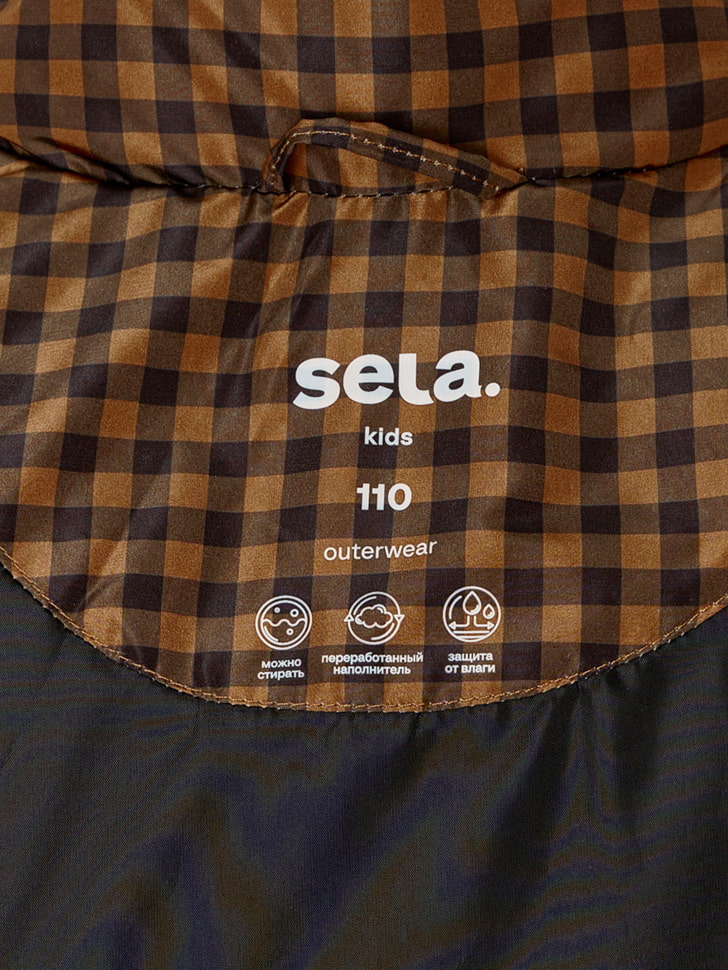 sela.
kids
110
outerwear
можно
стирать
переработанный
наполнитель
защита
от влаги